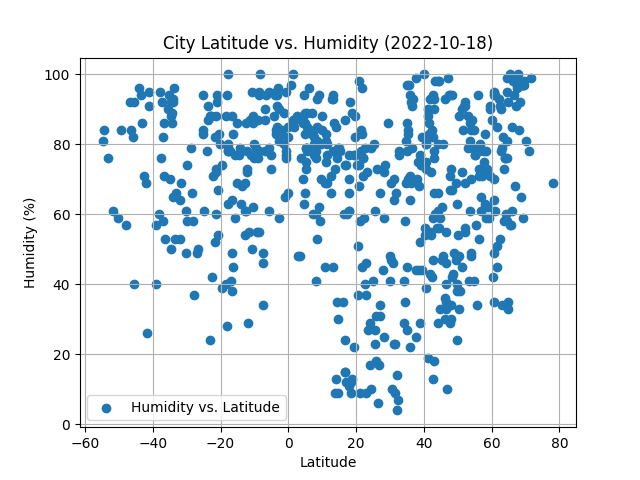 City Latitude vs. Humidity (2022-10-18)
100
80
60
40
20
0
Humidity (%)
Humidity vs. Latitude
−60 −40 −20 0 20 40 60 80
Latitude